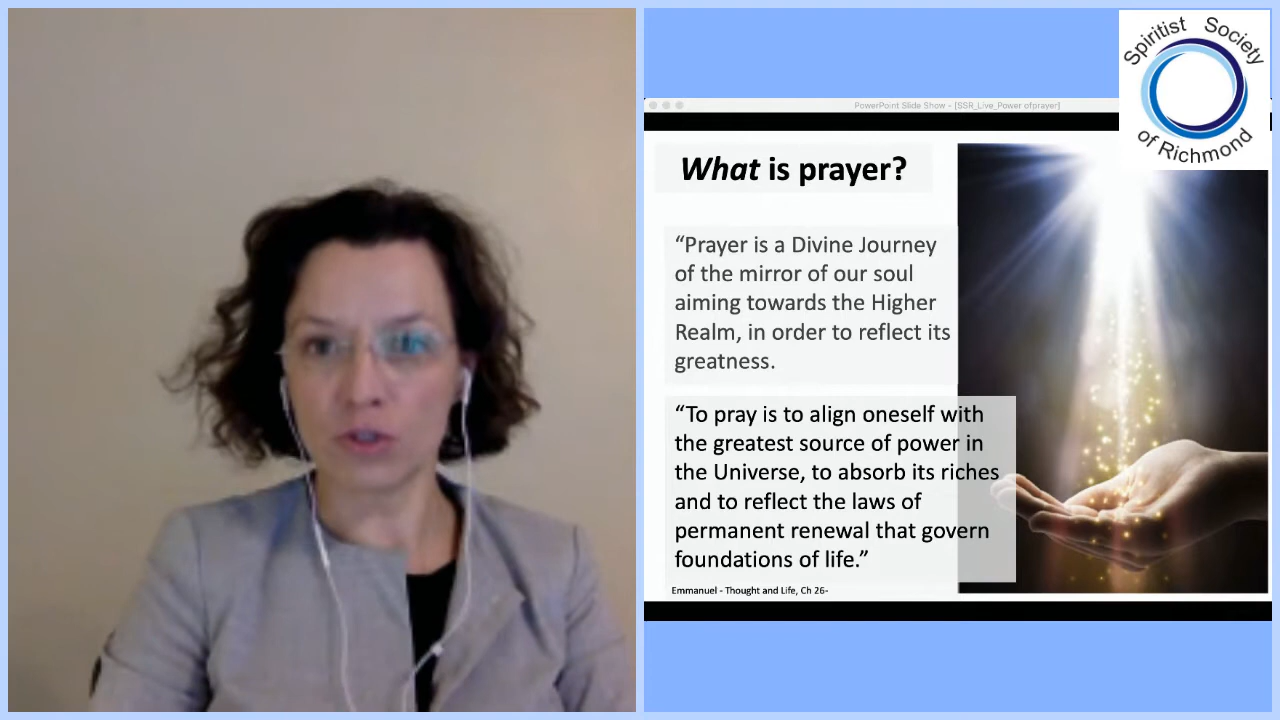 Spiritist Society
of Richmond
PowerPoint Slide Show - [SSR_Live_Power ofprayer]
What is prayer?
“Prayer is a Divine Journey
of the mirror of our soul
aiming towards the Higher
Realm, in order to reflect its
greatness.
“To pray is to align oneself with
the greatest source of power in
the Universe, to absorb its riches
and to reflect the laws of
permanent renewal that govern
foundations of life.”
Emmanuel - Thought and Life, Ch 26-